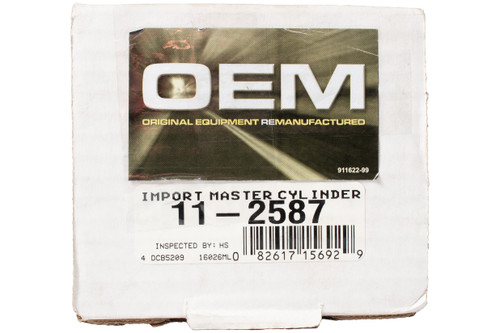 OEM
ORIGINAL EQUIPMENT REMANUFACTURED
911622-99
IMPORT MASTER CYLINDER
11-2587
INSPECTED BY: HS
4 DCB5209 16026ML
0 82617 15692 9